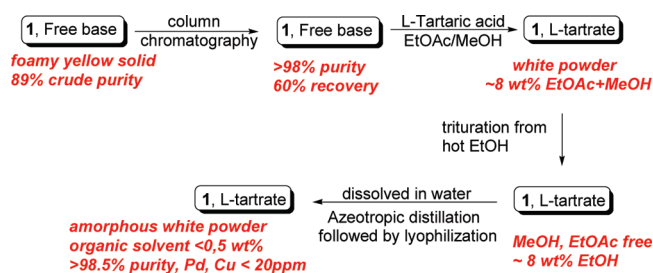 1, Free base
foamy yellow solid
89% crude purity
column
chromatography
1, Free base
>98% purity
60% recovery
L-Tartaric acid
EtOAc/MeOH
1, L-tartrate
white powder
~8 wt% EtOAc+MeOH
trituration from
hot EtOH
1, L-tartrate
MeOH, EtOAc free
~ 8 wt% EtOH
dissolved in water
Azeotropic distillation
followed by lyophilization
1, L-tartrate
amorphous white powder
organic solvent <0,5 wt%
>98.5% purity, Pd, Cu < 20ppm